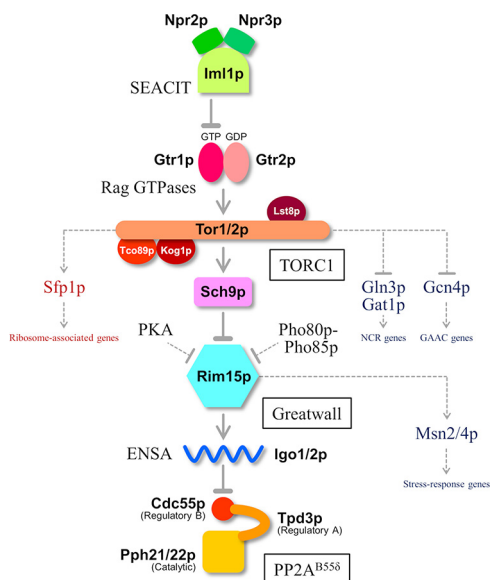 Npr2p
Npr3p
Iml1p
SEACIT
GTP
GDP
Gtr1p
Gtr2p
Rag GTPases
Lst8p
Tor1/2p
Tco89p
Kog1p
TORC1
Sfp1p
Sch9p
Gln3p
Gat1p
Gcn4p
Ribosome-associated genes
PKA
Pho80p-
Pho85p
NCR genes
GAAC genes
Rim15p
Greatwall
Msn2/4p
ENSA
Igo1/2p
Stress-response genes
Cdc55p
(Regulatory B)
Tpd3p
(Regulatory A)
Pph21/22p
(Catalytic)
PP2A^B55δ